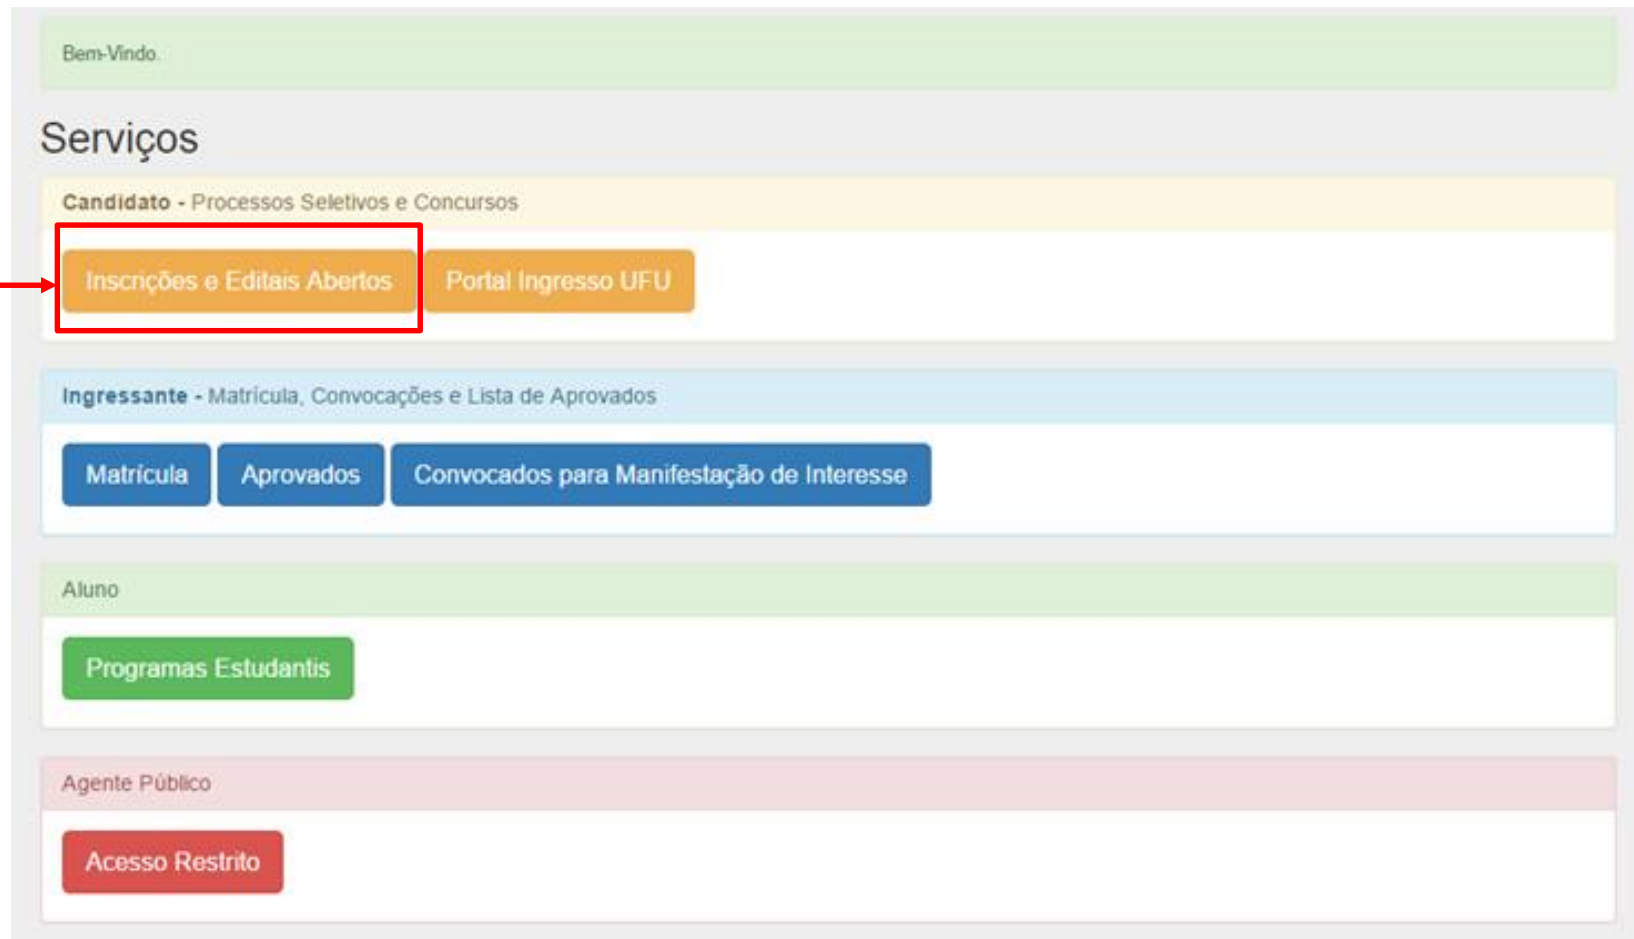 Bem-Vindo.
Serviços
Candidato - Processos Seletivos e Concursos
Inscrições e Editais Abertos Portal Ingresso UFU
Ingressante - Matrícula, Convocações e Lista de Aprovados
Matrícula Aprovados Convocados para Manifestação de Interesse
Aluno
Programas Estudantis
Agente Público
Acesso Restrito